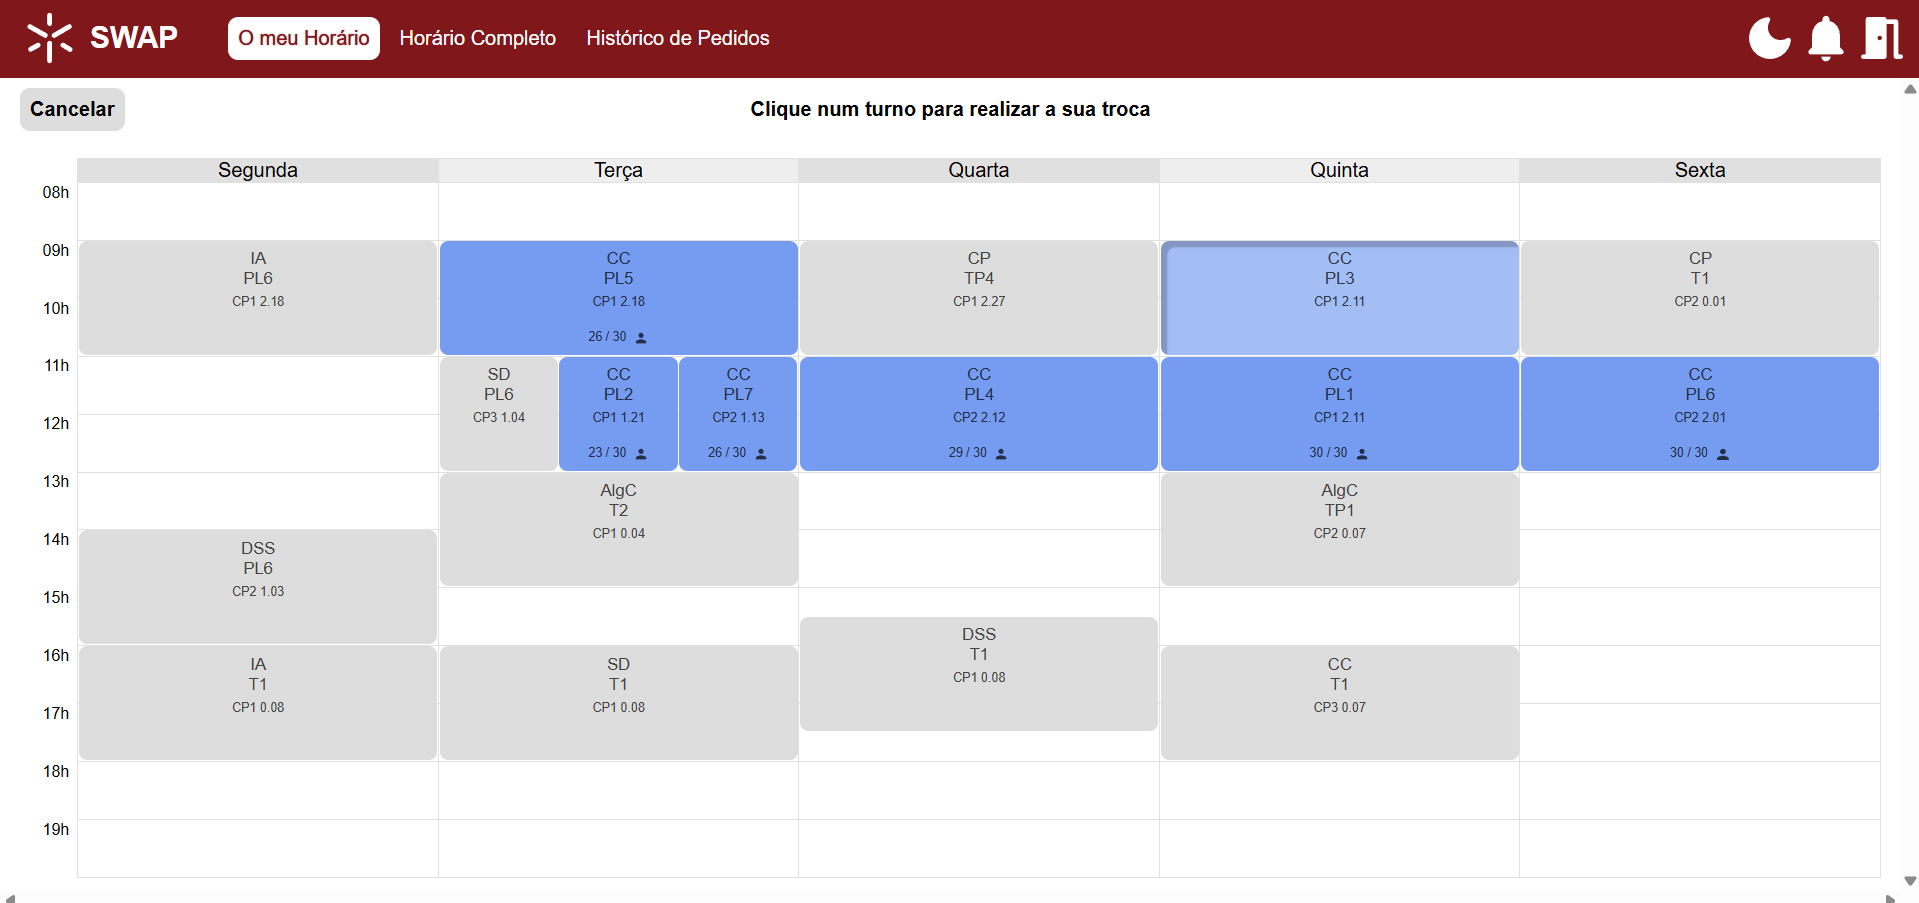 SWAP
O meu Horário
Horário Completo
Histórico de Pedidos
Cancelar
Clique num turno para realizar a sua troca
Segunda
Terça
Quarta
Quinta
Sexta
08h
09h
IA
PL6
CP1 2.18
CC
PL5
CP1 2.18
26 / 30
CP
TP4
CP1 2.27
CC
PL3
CP1 2.11
CP
T1
CP2 0.01
10h
11h
SD
PL6
CP3 1.04
CC
PL2
CP1 1.21
23 / 30
CC
PL7
CP2 1.13
26 / 30
CC
PL4
CP2 2.12
29 / 30
CC
PL1
CP1 2.11
30 / 30
CC
PL6
CP2 2.01
30 / 30
12h
13h
AlgC
T2
CP1 0.04
AlgC
TP1
CP2 0.07
14h
DSS
PL6
CP2 1.03
15h
DSS
T1
CP1 0.08
16h
IA
T1
CP1 0.08
SD
T1
CP1 0.08
CC
T1
CP3 0.07
17h
18h
19h